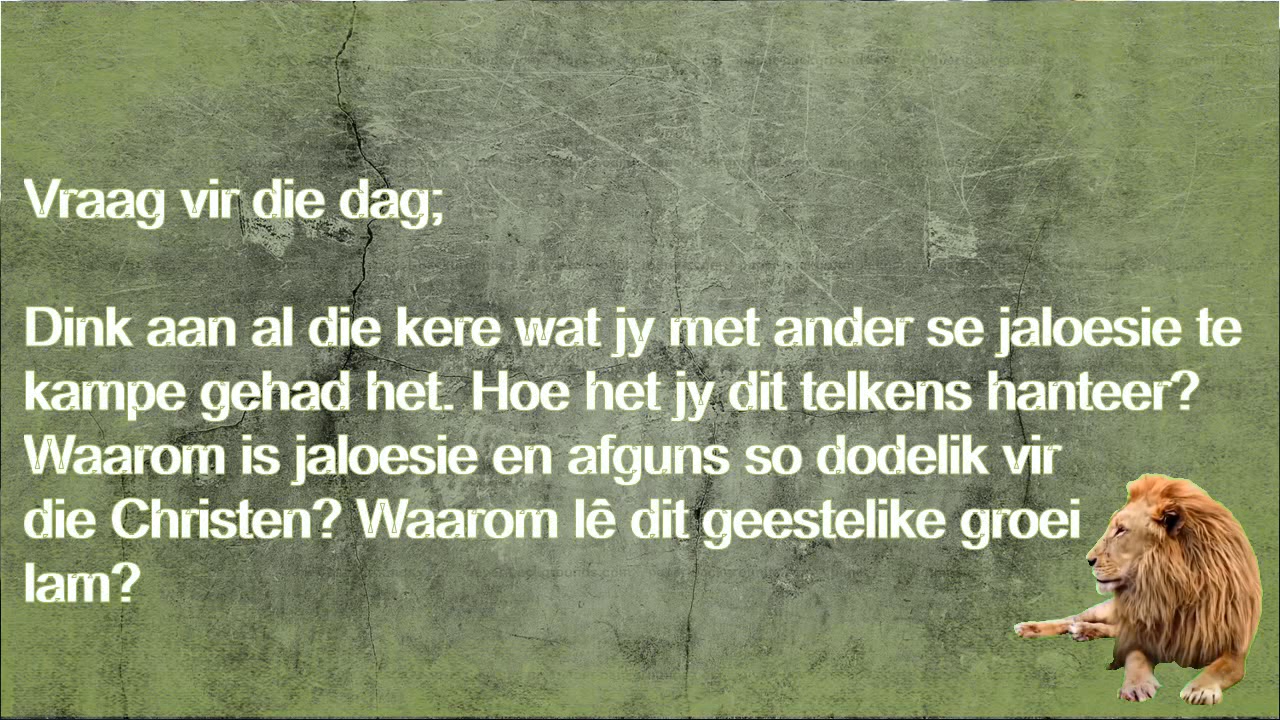 Vraag vir die dag;
Dink aan al die kere wat jy met ander se jaloesie te
kampe gehad het. Hoe het jy dit telkens hanteer?
Waarom is jaloesie en afguns so dodelik vir
die Christen? Waarom lê dit geestelike groei
lam?